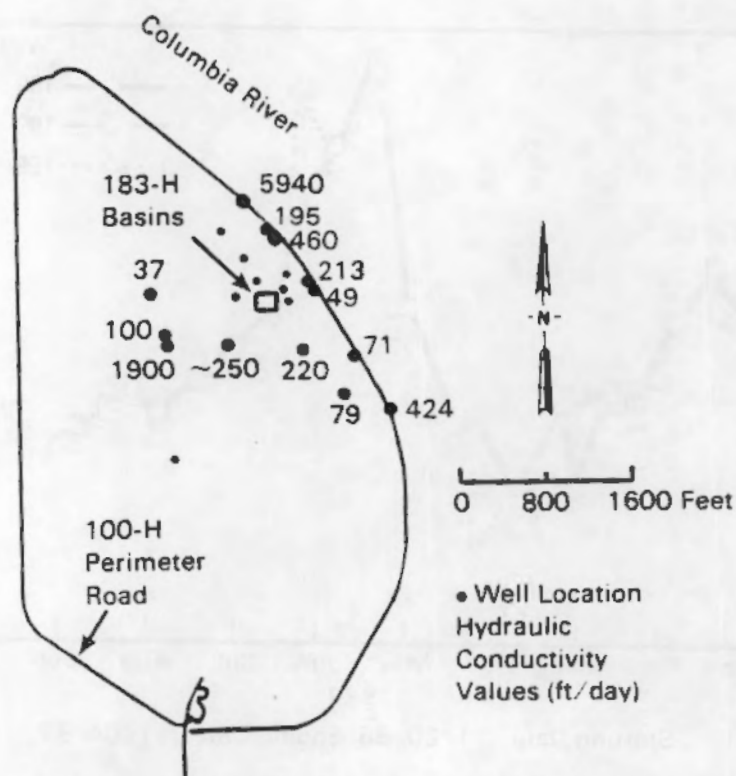 Columbia River
183-H
Basins
5940
195
460
213
49
37
100
1900
~250
220
71
79
424
N
0 800 1600 Feet
100-H
Perimeter
Road
• Well Location
Hydraulic
Conductivity
Values (ft/day)